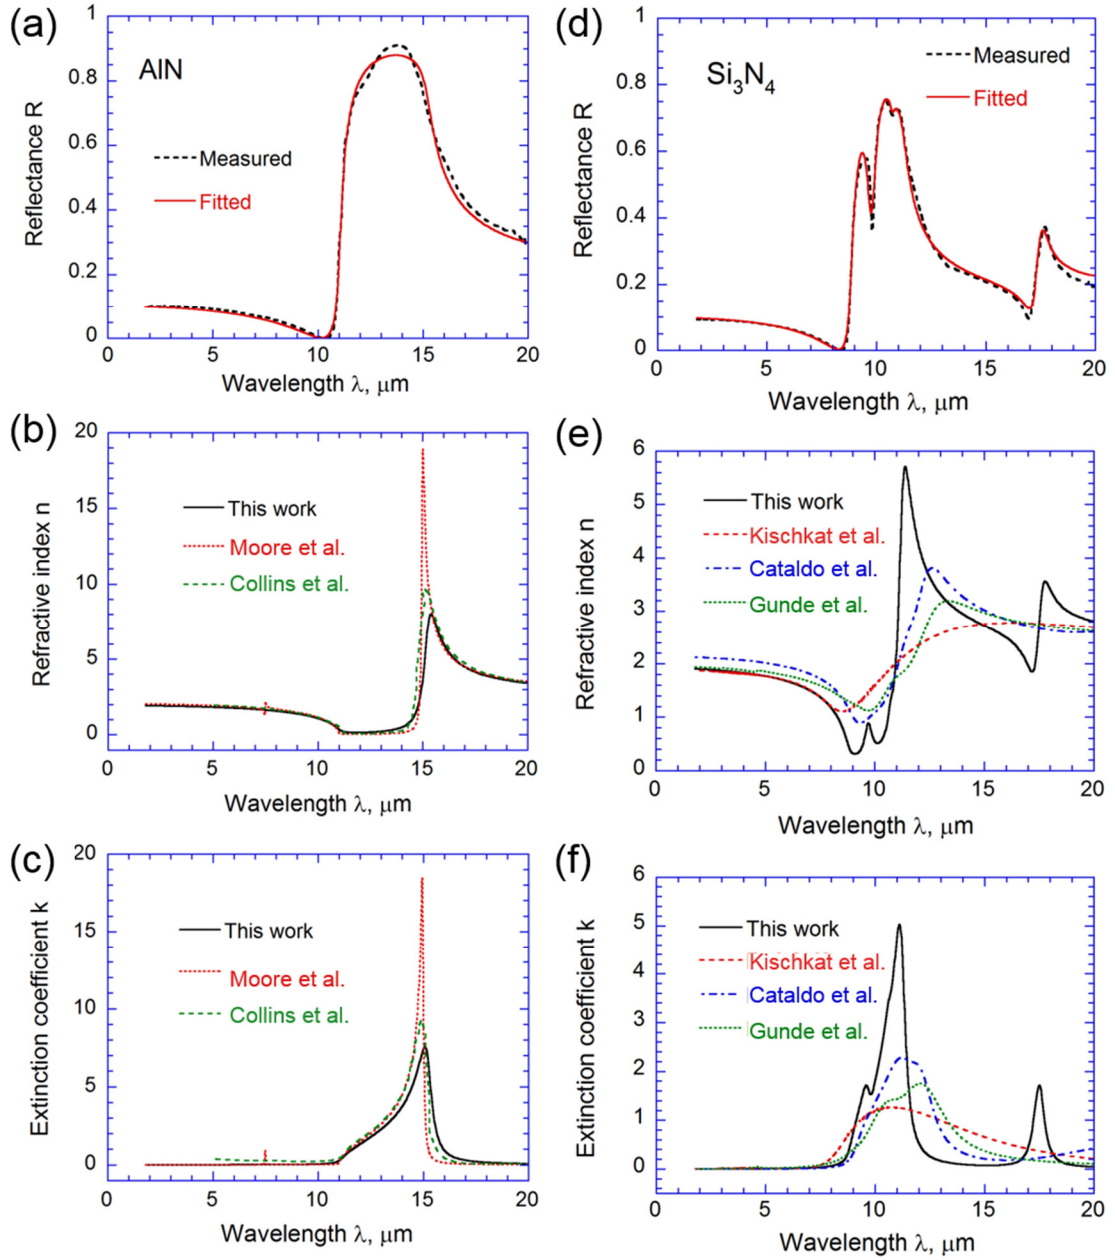 (a)
1
0.8
0.6
0.4
0.2
0
Reflectance R
AlN
Measured
Fitted
0 5 10 15 20
Wavelength λ, μm
(d)
1
0.8
0.6
0.4
0.2
0
Reflectance R
Si₃N₄
Measured
Fitted
0 5 10 15 20
Wavelength λ, μm
(b)
20
15
10
5
0
Refractive index n
This work
Moore et al.
Collins et al.
0 5 10 15 20
Wavelength λ, μm
(e)
6
5
4
3
2
1
0
Refractive index n
This work
Kischkat et al.
Cataldo et al.
Gunde et al.
0 5 10 15 20
Wavelength λ, μm
(c)
20
15
10
5
0
Extinction coefficient k
This work
Moore et al.
Collins et al.
0 5 10 15 20
Wavelength λ, μm
(f)
6
5
4
3
2
1
0
Extinction coefficient k
This work
Kischkat et al.
Cataldo et al.
Gunde et al.
0 5 10 15 20
Wavelength λ, μm